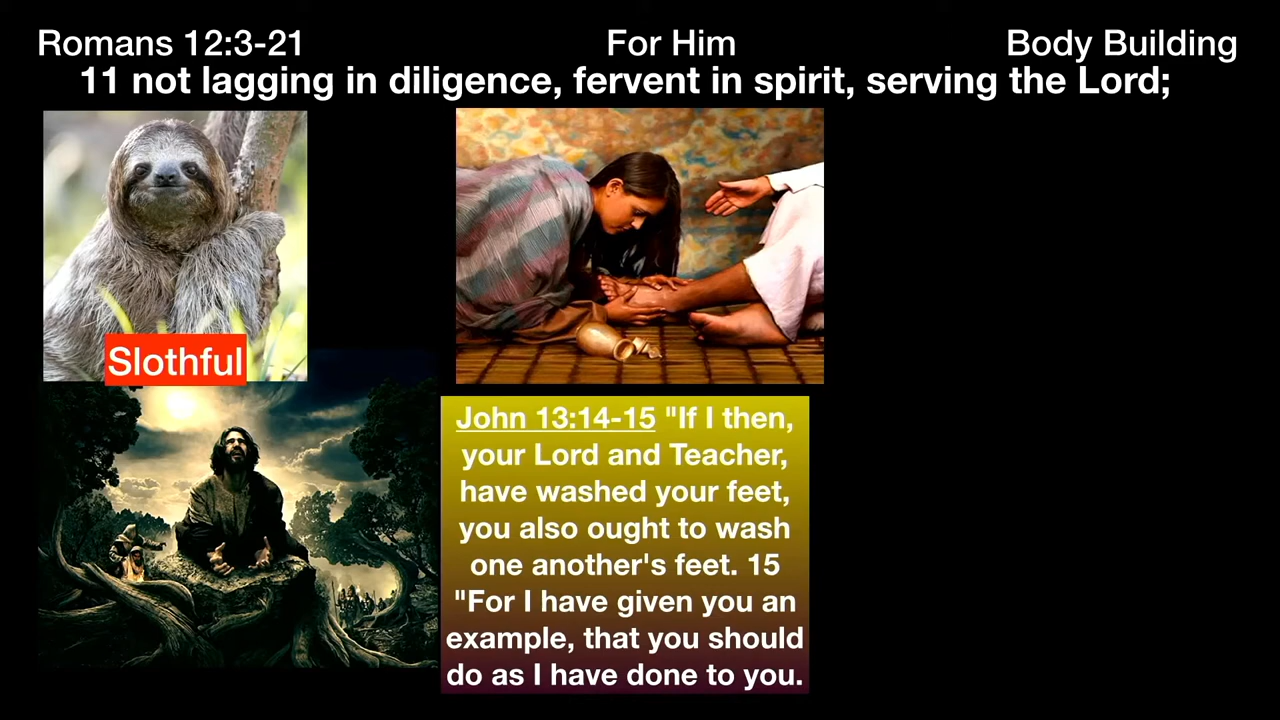 Romans 12:3-21 For Him Body Building
11 not lagging in diligence, fervent in spirit, serving the Lord;
Slothful
John 13:14-15 "If I then,
your Lord and Teacher,
have washed your feet,
you also ought to wash
one another's feet. 15
"For I have given you an
example, that you should
do as I have done to you.